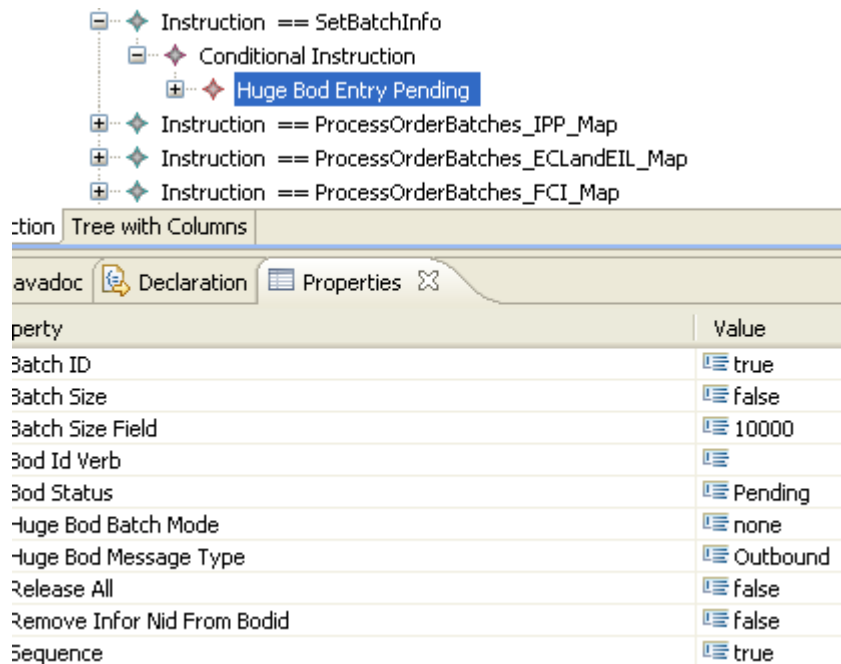 Instruction == SetBatchInfo
Conditional Instruction
Huge Bod Entry Pending
Instruction == ProcessOrderBatches_IPP_Map
Instruction == ProcessOrderBatches_ECLandEIL_Map
Instruction == ProcessOrderBatches_FCI_Map
ction Tree with Columns
avadoc Declaration Properties
perty Value
Batch ID true
Batch Size false
Batch Size Field 10000
Bod Id Verb
Bod Status Pending
Huge Bod Batch Mode none
Huge Bod Message Type Outbound
Release All false
Remove Infor Nid From Bodid false
Sequence true